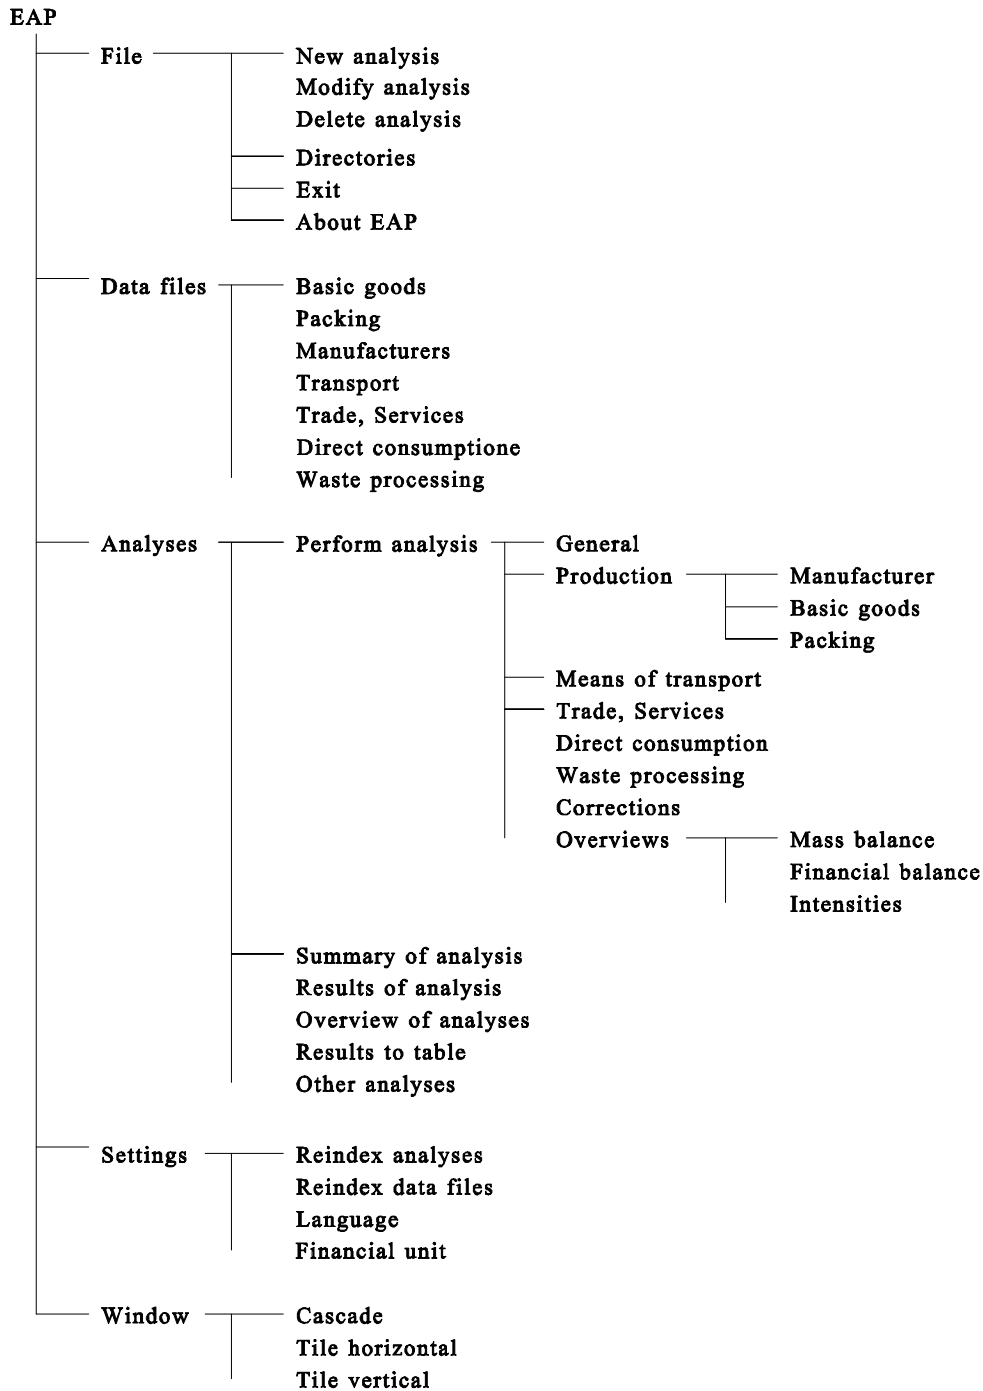 EAP
File
New analysis
Modify analysis
Delete analysis
Directories
Exit
About EAP
Data files
Basic goods
Packing
Manufacturers
Transport
Trade, Services
Direct consumptione
Waste processing
Analyses
Perform analysis
General
Production
Manufacturer
Basic goods
Packing
Means of transport
Trade, Services
Direct consumption
Waste processing
Corrections
Overviews
Mass balance
Financial balance
Intensities
Summary of analysis
Results of analysis
Overview of analyses
Results to table
Other analyses
Settings
Reindex analyses
Reindex data files
Language
Financial unit
Window
Cascade
Tile horizontal
Tile vertical